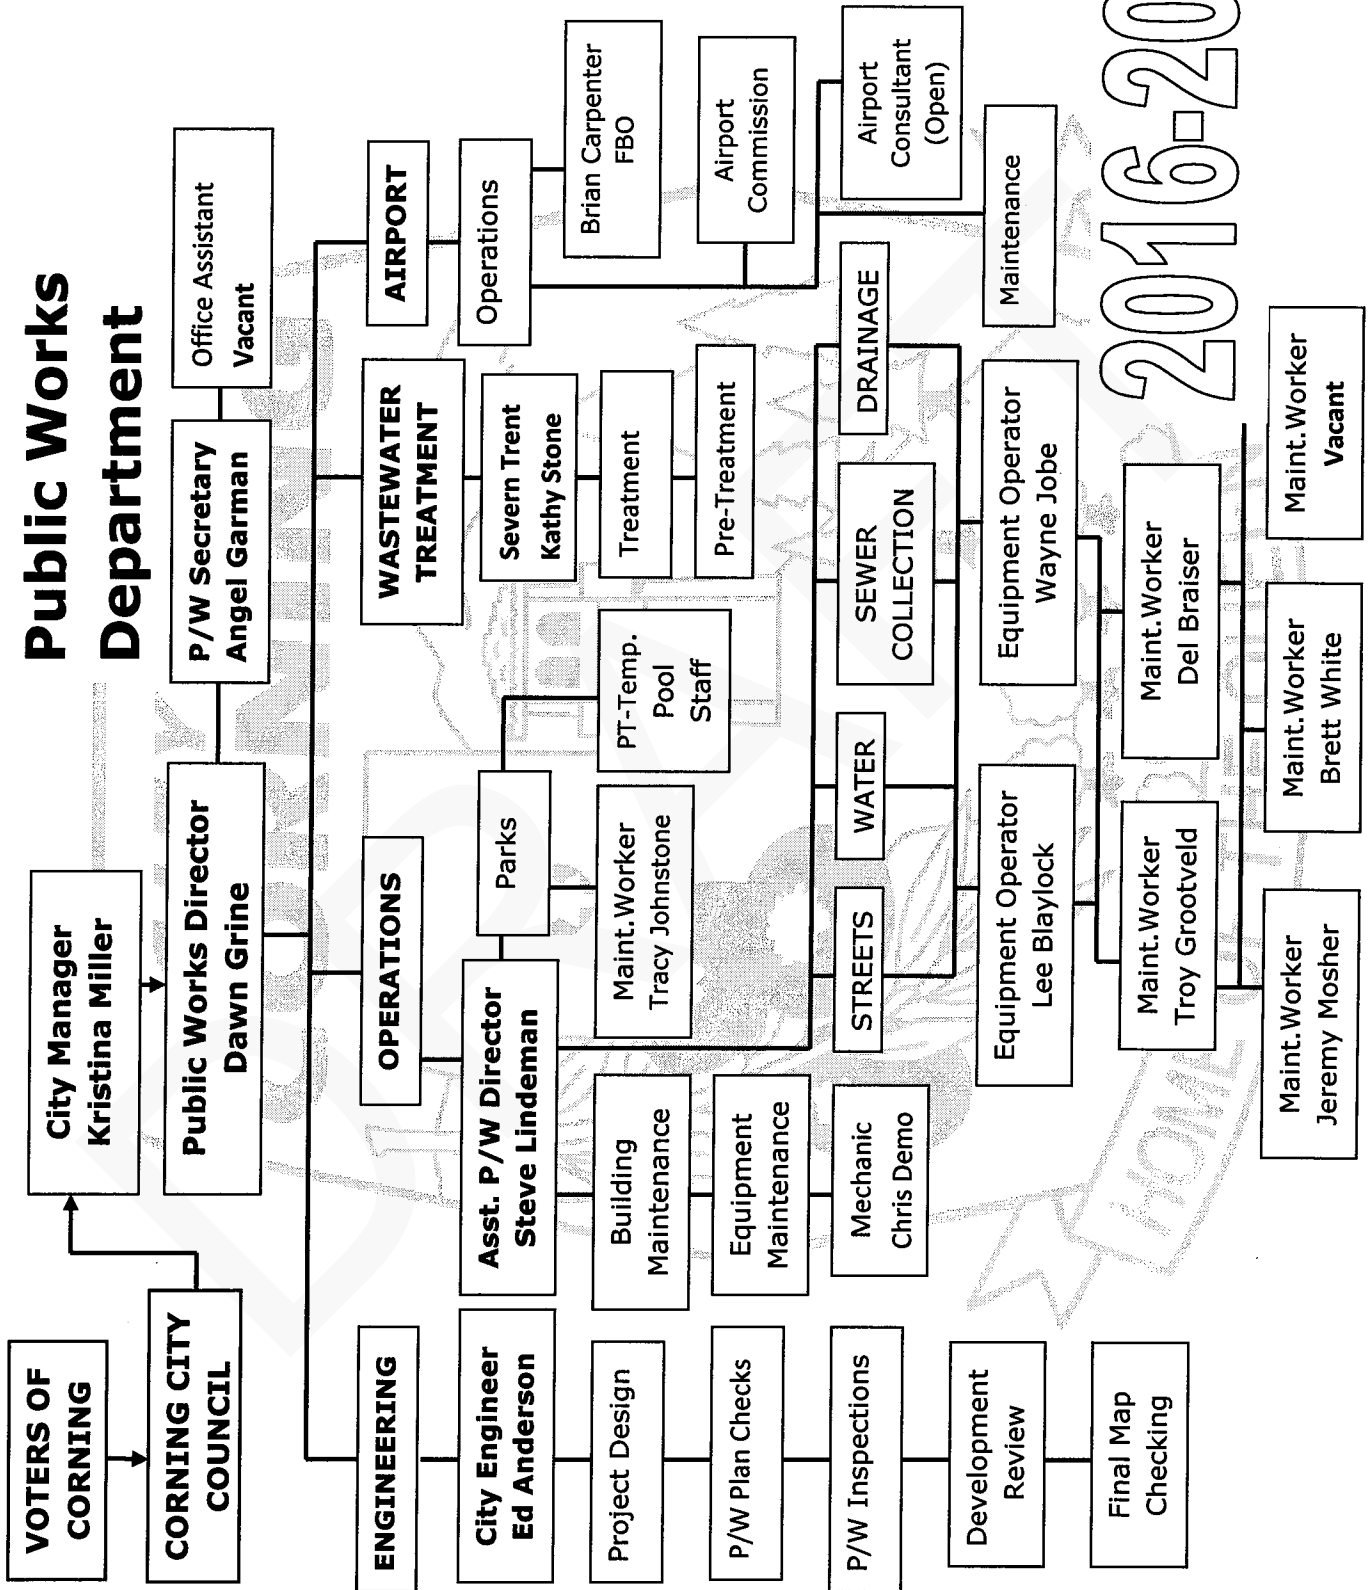 Public Works
Department
VOTERS OF
CORNING
CORNING CITY
COUNCIL
City Manager
Kristina Miller
Public Works Director
Dawn Grine
P/W Secretary
Angel Garman
Office Assistant
Vacant
ENGINEERING
City Engineer
Ed Anderson
Project Design
P/W Plan Checks
P/W Inspections
Development
Review
Final Map
Checking
OPERATIONS
Asst. P/W Director
Steve Lindeman
Building
Maintenance
Equipment
Maintenance
Mechanic
Chris Demo
Parks
Maint.Worker
Tracy Johnstone
PT-Temp.
Pool
Staff
STREETS
WATER
SEWER
COLLECTION
DRAINAGE
Equipment Operator
Lee Blaylock
Equipment Operator
Wayne Jobe
Maint.Worker
Troy Grootveld
Maint.Worker
Del Braiser
Maint.Worker
Jeremy Mosher
Maint.Worker
Brett White
Maint.Worker
Vacant
WASTEWATER
TREATMENT
Severn Trent
Kathy Stone
Treatment
Pre-Treatment
AIRPORT
Operations
Brian Carpenter
FBO
Airport
Commission
Airport
Consultant
(Open)
Maintenance
2016-20
DRAFT
CORNING
HOME